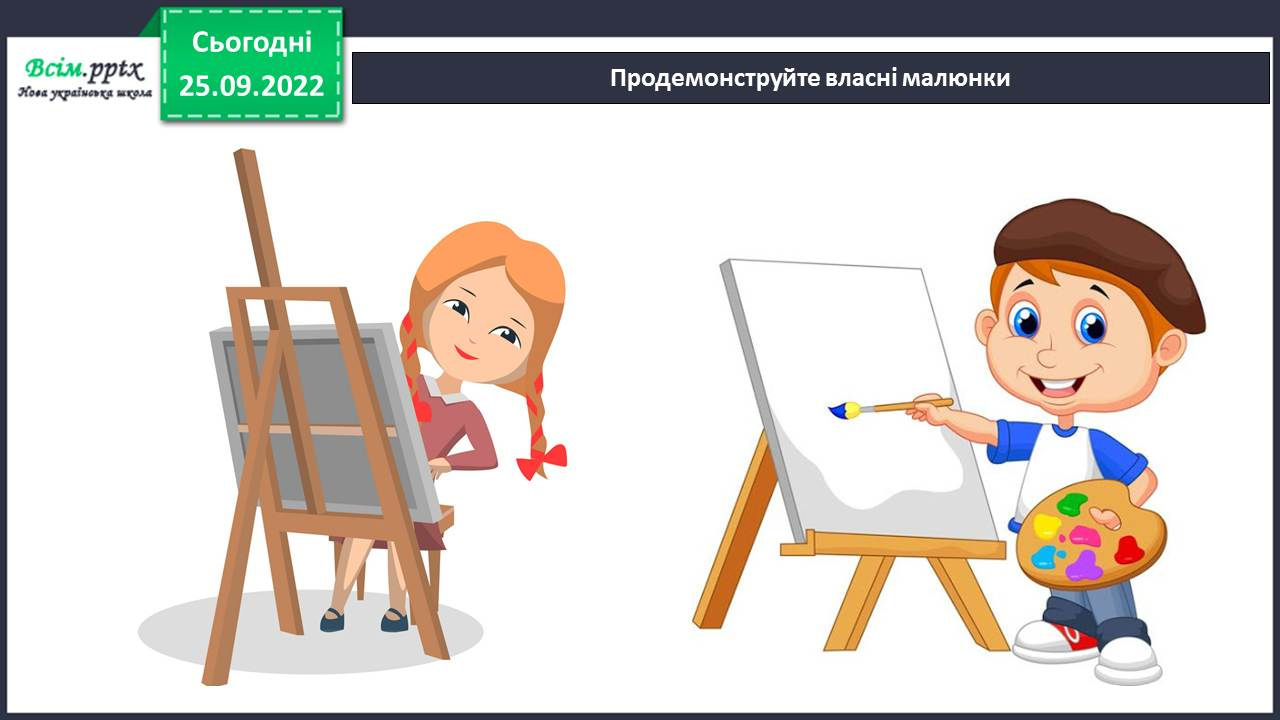 Всім.pptx
Нова українська школа
Сьогодні
25.09.2022
Продемонструйте власні малюнки